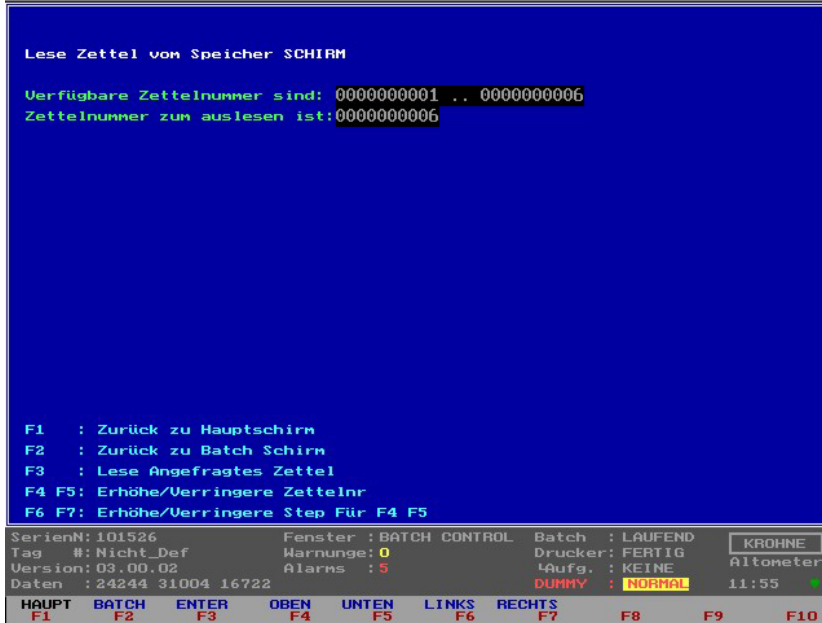 Lese Zettel vom Speicher SCHIRM
Verfügbare Zettelnummer sind: 0000000001 .. 0000000006
Zettelnummer zum auslesen ist:0000000006
F1 : Zurück zu Hauptschirm
F2 : Zurück zu Batch Schirm
F3 : Lese Angefragtes Zettel
F4 F5: Erhöhe/Verringere Zettelnr
F6 F7: Erhöhe/Verringere Step Für F4 F5
SerienN:101526 Fenster :BATCH CONTROL Batch : LAUFEND KROHNE
Tag #:Nicht_Def Warnunge:0 Drucker: FERTIG
Version:03.00.02 Alarms :5 └Aufg. : KEINE Altometer
Daten :24244 31004 16722 DUMMY : NORMAL 11:55
HAUPT BATCH ENTER OBEN UNTEN LINKS RECHTS
F1 F2 F3 F4 F5 F6 F7 F8 F9 F10